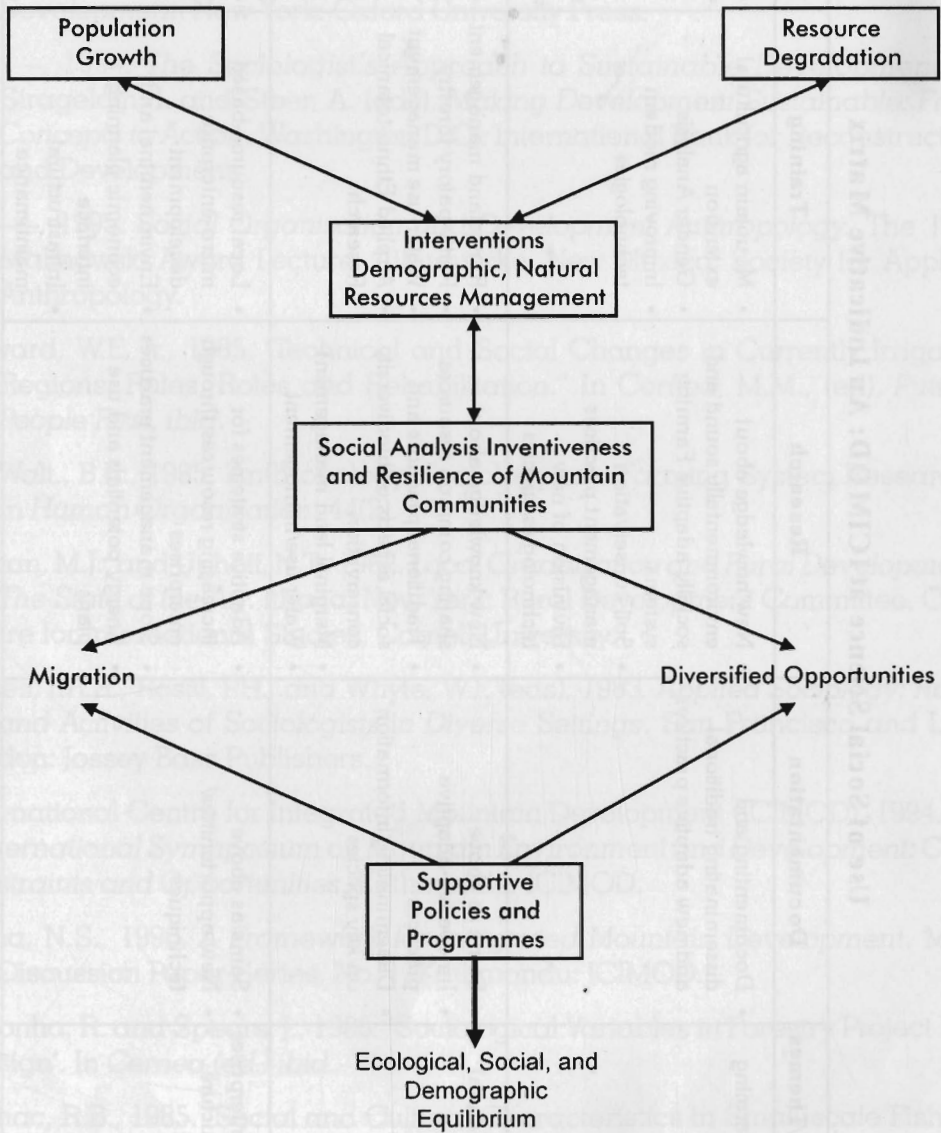 Population
Growth
Resource
Degradation
Interventions
Demographic, Natural
Resources Management
Social Analysis Inventiveness
and Resilience of Mountain
Communities
Migration
Diversified Opportunities
Supportive
Policies and
Programmes
Ecological, Social, and
Demographic
Equilibrium